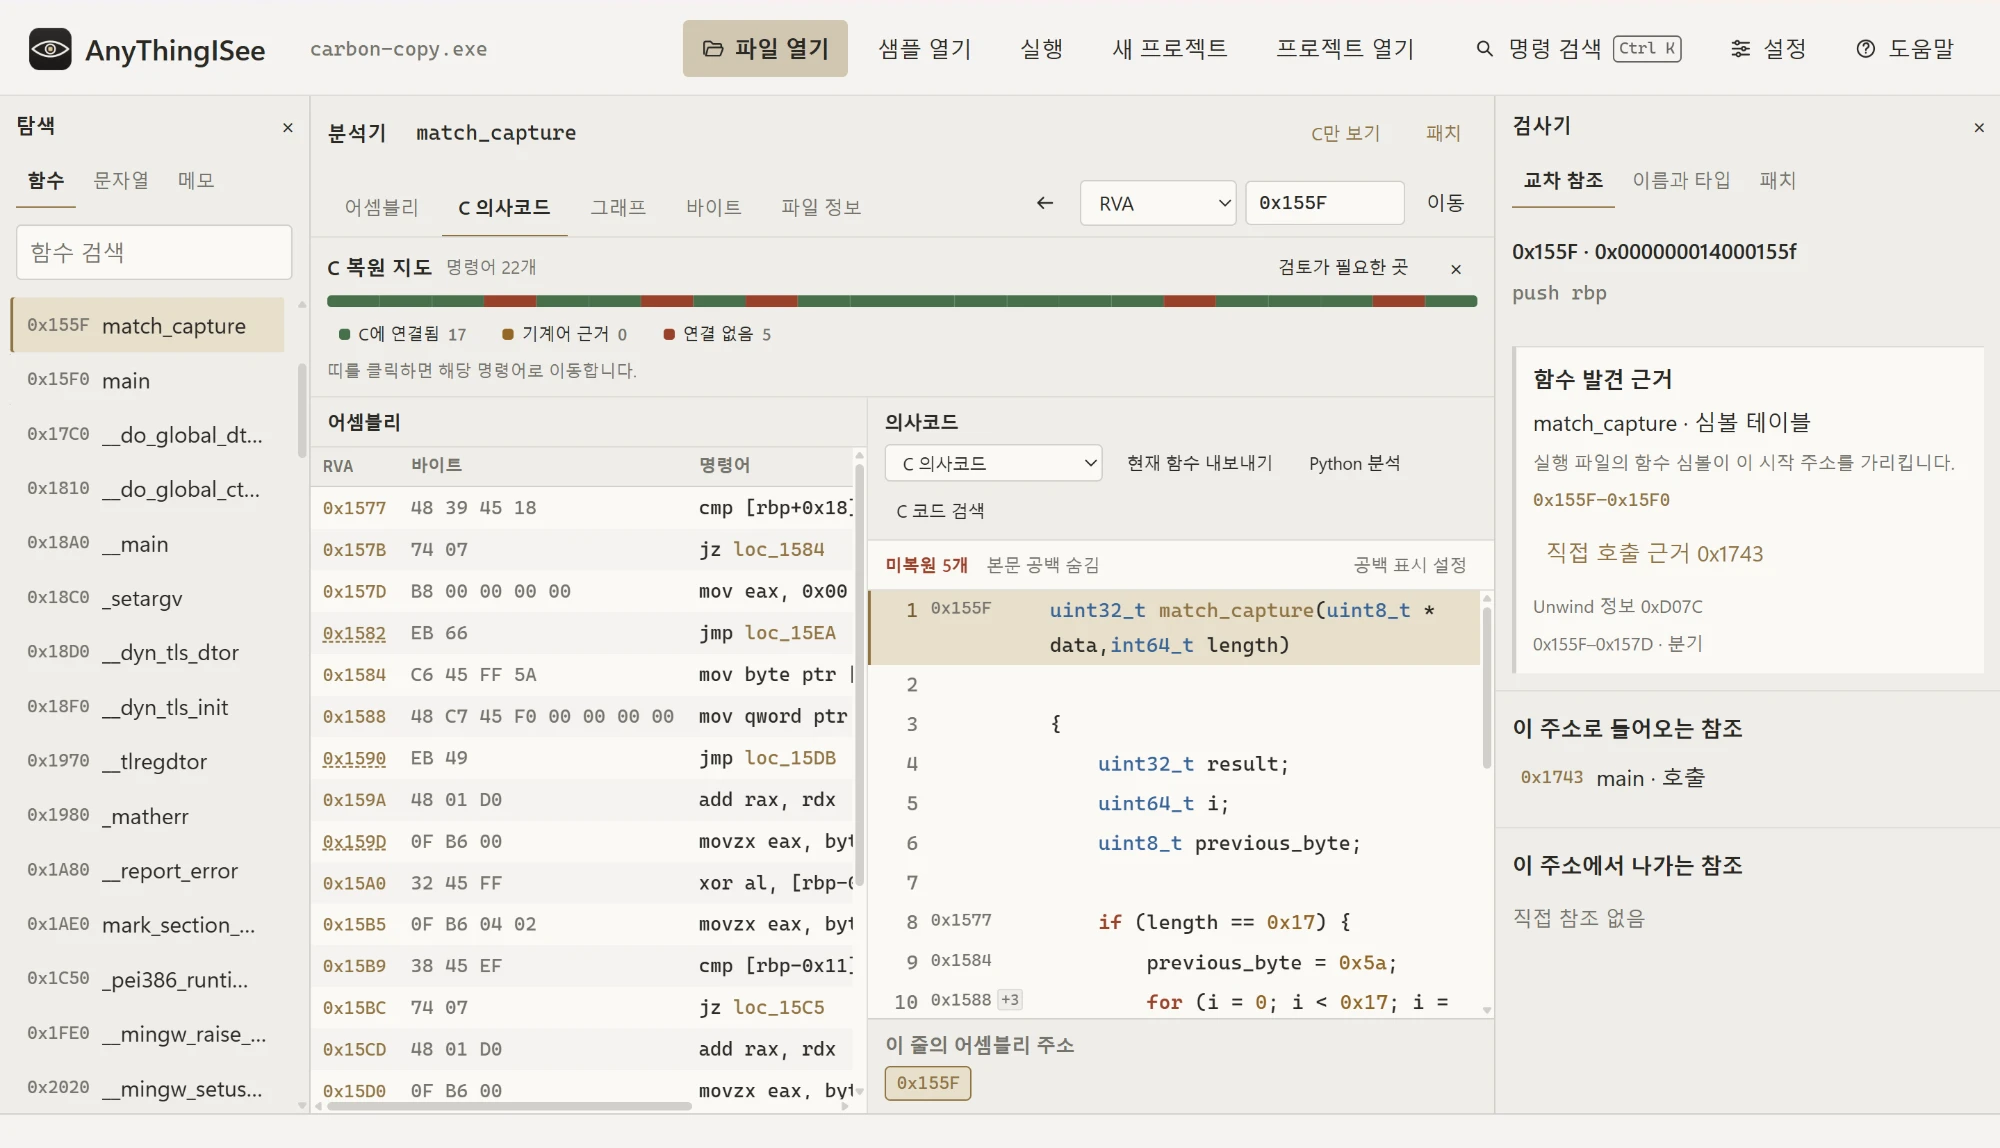 AnyThingISee
carbon-copy.exe
파일 열기
샘플 열기
실행
새 프로젝트
프로젝트 열기
명령 검색 Ctrl K
설정
도움말
탐색 ×
함수 문자열 메모
함수 검색
0x155F match_capture
0x15F0 main
0x17C0 __do_global_dt...
0x1810 __do_global_ct...
0x18A0 __main
0x18C0 _setargv
0x18D0 __dyn_tls_dtor
0x18F0 __dyn_tls_init
0x1970 __tlregdtor
0x1980 _matherr
0x1A80 __report_error
0x1AE0 mark_section_...
0x1C50 _pei386_runti...
0x1FE0 __mingw_raise_...
0x2020 __mingw_setus...
분석기 match_capture C만 보기 패치
어셈블리 C 의사코드 그래프 바이트 파일 정보 ← RVA 0x155F 이동
C 복원 지도 명령어 22개 검토가 필요한 곳 ×
C에 연결됨 17 기계어 근거 0 연결 없음 5
띠를 클릭하면 해당 명령어로 이동합니다.
어셈블리
RVA 바이트 명령어
0x1577 48 39 45 18 cmp [rbp+0x18]
0x157B 74 07 jz loc_1584
0x157D B8 00 00 00 00 mov eax, 0x00
0x1582 EB 66 jmp loc_15EA
0x1584 C6 45 FF 5A mov byte ptr
0x1588 48 C7 45 F0 00 00 00 00 mov qword ptr
0x1590 EB 49 jmp loc_15DB
0x159A 48 01 D0 add rax, rdx
0x159D 0F B6 00 movzx eax, byt
0x15A0 32 45 FF xor al, [rbp-0
0x15B5 0F B6 04 02 movzx eax, byt
0x15B9 38 45 EF cmp [rbp-0x11]
0x15BC 74 07 jz loc_15C5
0x15CD 48 01 D0 add rax, rdx
0x15D0 0F B6 00 movzx eax, byt
의사코드
C 의사코드 현재 함수 내보내기 Python 분석
C 코드 검색
미복원 5개 본문 공백 숨김 공백 표시 설정
1 0x155F uint32_t match_capture(uint8_t *
data,int64_t length)
2
3 {
4 uint32_t result;
5 uint64_t i;
6 uint8_t previous_byte;
7
8 0x1577 if (length == 0x17) {
9 0x1584 previous_byte = 0x5a;
10 0x1588 +3 for (i = 0; i < 0x17; i =
이 줄의 어셈블리 주소
0x155F
검사기 ×
교차 참조 이름과 타입 패치
0x155F · 0x000000014000155f
push rbp
함수 발견 근거
match_capture · 심볼 테이블
실행 파일의 함수 심볼이 이 시작 주소를 가리킵니다.
0x155F–0x15F0
직접 호출 근거 0x1743
Unwind 정보 0xD07C
0x155F–0x157D · 분기
이 주소로 들어오는 참조
0x1743 main · 호출
이 주소에서 나가는 참조
직접 참조 없음